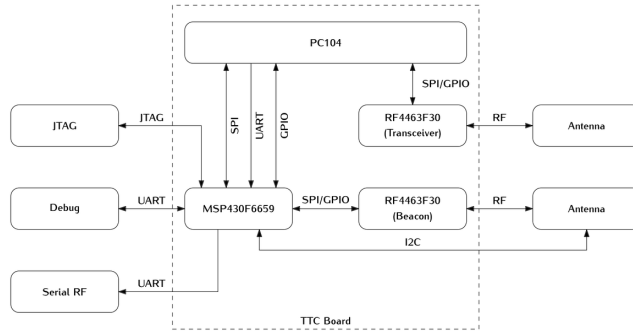 PC104
SPI/GPIO
SPI
UART
GPIO
JTAG
JTAG
RF4463F30
(Transceiver)
RF
Antenna
Debug
UART
MSP430F6659
SPI/GPIO
RF4463F30
(Beacon)
RF
Antenna
I2C
Serial RF
UART
TTC Board